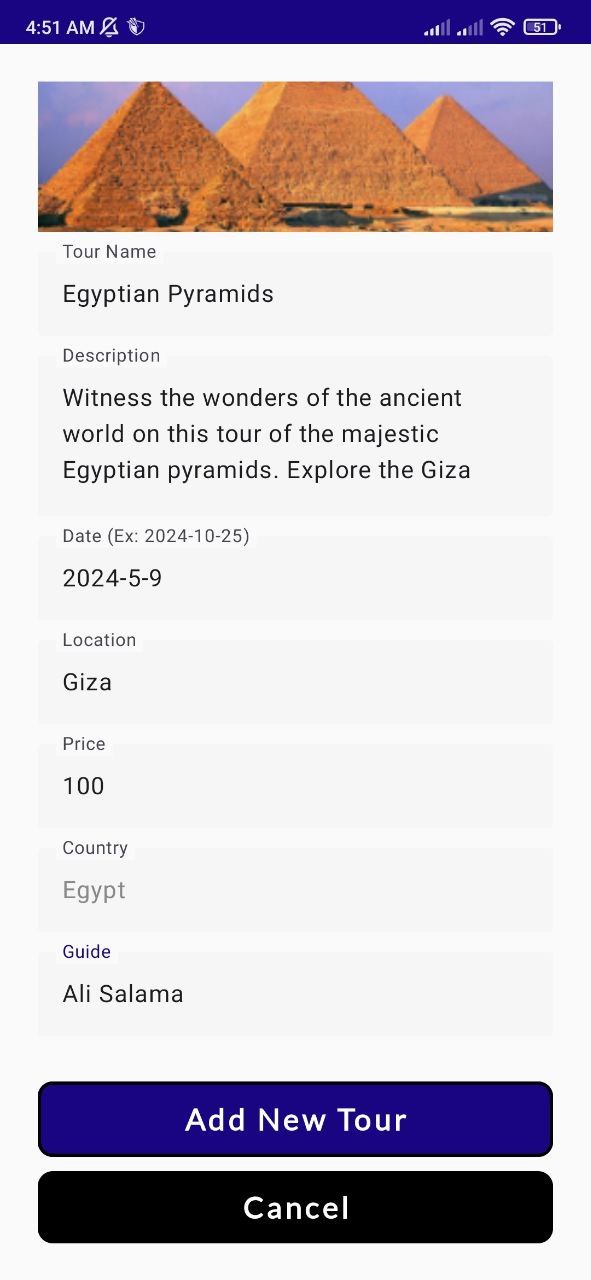 4:51 AM
51
Tour Name
Egyptian Pyramids
Description
Witness the wonders of the ancient
world on this tour of the majestic
Egyptian pyramids. Explore the Giza
Date (Ex: 2024-10-25)
2024-5-9
Location
Giza
Price
100
Country
Egypt
Guide
Ali Salama
Add New Tour
Cancel